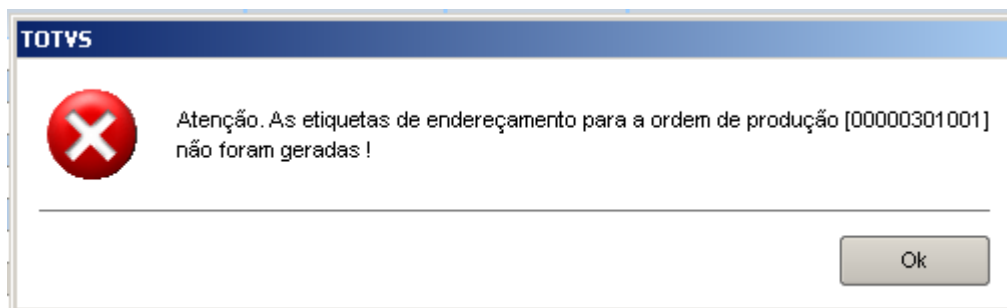 TOTVS
Atenção. As etiquetas de endereçamento para a ordem de produção [00000301001]
não foram geradas !
Ok